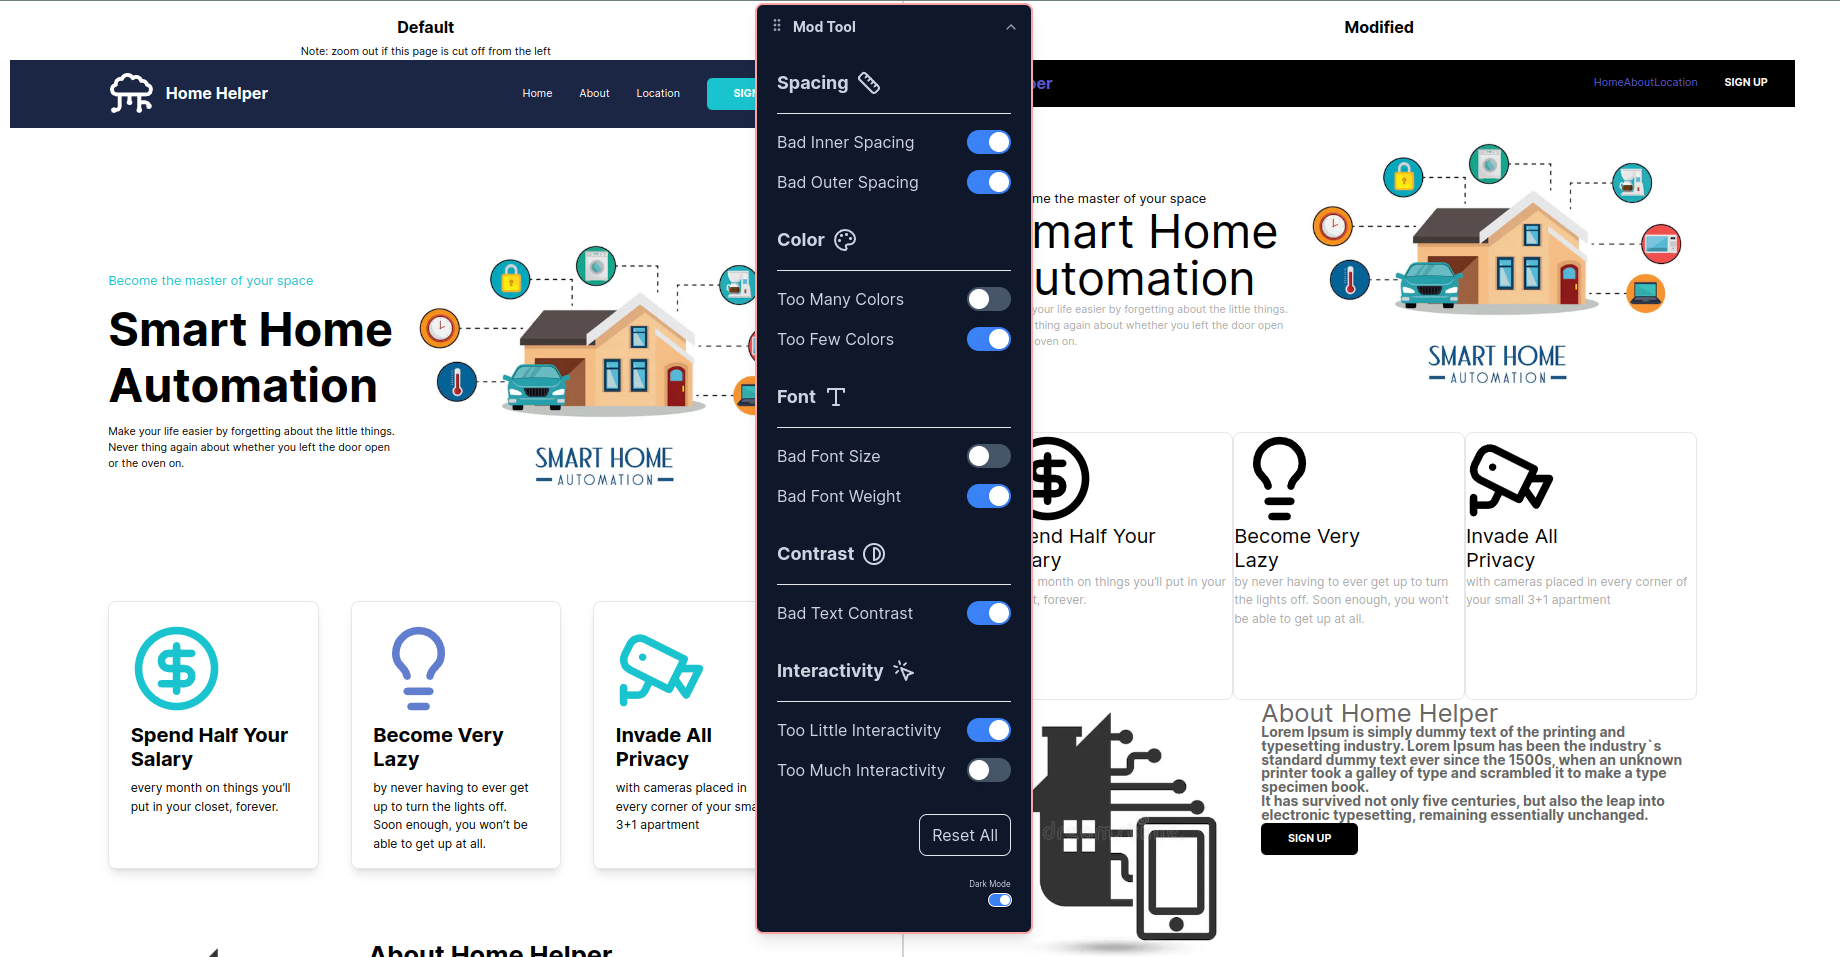 Default
Note: zoom out if this page is cut off from the left
Home Helper
Home
About
Location
SIGN
Become the master of your space
Smart Home
Automation
Make your life easier by forgetting about the little things.
Never thing again about whether you left the door open
or the oven on.
SMART HOME
AUTOMATION
Spend Half Your
Salary
every month on things you'll
put in your closet, forever.
Become Very
Lazy
by never having to ever get
up to turn the lights off.
Soon enough, you won't be
able to get up at all.
Invade All
Privacy
with cameras placed in
every corner of your sma
3+1 apartment
About Home Helper
Mod Tool
Spacing
Bad Inner Spacing
Bad Outer Spacing
Color
Too Many Colors
Too Few Colors
Font
Bad Font Size
Bad Font Weight
Contrast
Bad Text Contrast
Interactivity
Too Little Interactivity
Too Much Interactivity
Reset All
Dark Mode
Modified
per
HomeAboutLocation
SIGN UP
me the master of your space
mart Home
utomation
your life easier by forgetting about the little things.
thing again about whether you left the door open
oven on.
SMART HOME
AUTOMATION
end Half Your
ary
month on things you'll put in your
t, forever.
Become Very
Lazy
by never having to ever get up to turn
the lights off. Soon enough, you won't
be able to get up at all.
Invade All
Privacy
with cameras placed in every corner of
your small 3+1 apartment
About Home Helper
Lorem Ipsum is simply dummy text of the printing and
typesetting industry. Lorem Ipsum has been the industry`s
standard dummy text ever since the 1500s, when an unknown
printer took a galley of type and scrambled it to make a type
specimen book.
It has survived not only five centuries, but also the leap into
electronic typesetting, remaining essentially unchanged.
SIGN UP